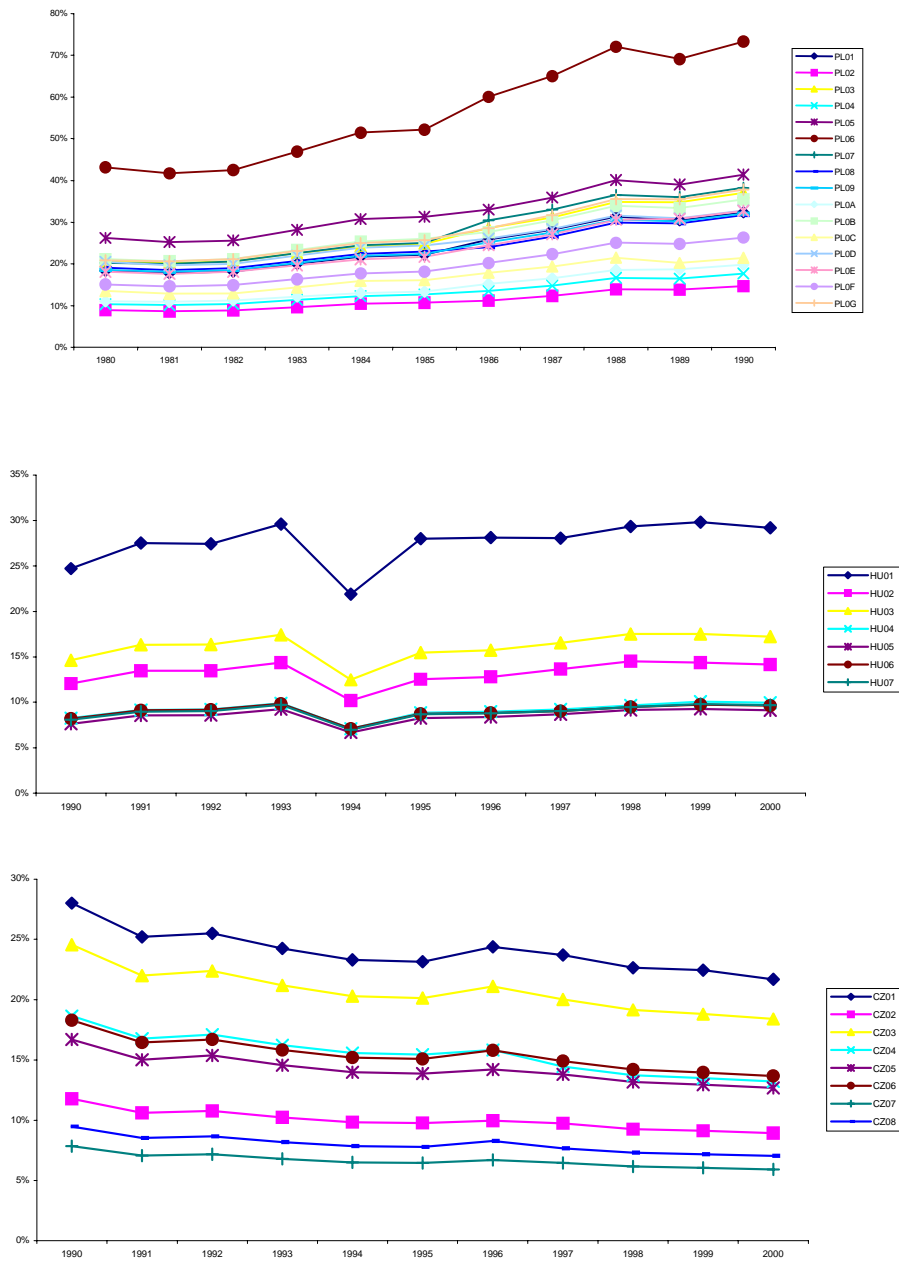 80%
70%
60%
50%
40%
30%
20%
10%
0%
1980 1981 1982 1983 1984 1985 1986 1987 1988 1989 1990
PL01
PL02
PL03
PL04
PL05
PL06
PL07
PL08
PL09
PL0A
PL0B
PL0C
PL0D
PL0E
PL0F
PL0G
35%
30%
25%
20%
15%
10%
5%
0%
1990 1991 1992 1993 1994 1995 1996 1997 1998 1999 2000
HU01
HU02
HU03
HU04
HU05
HU06
HU07
30%
25%
20%
15%
10%
5%
0%
1990 1991 1992 1993 1994 1995 1996 1997 1998 1999 2000
CZ01
CZ02
CZ03
CZ04
CZ05
CZ06
CZ07
CZ08